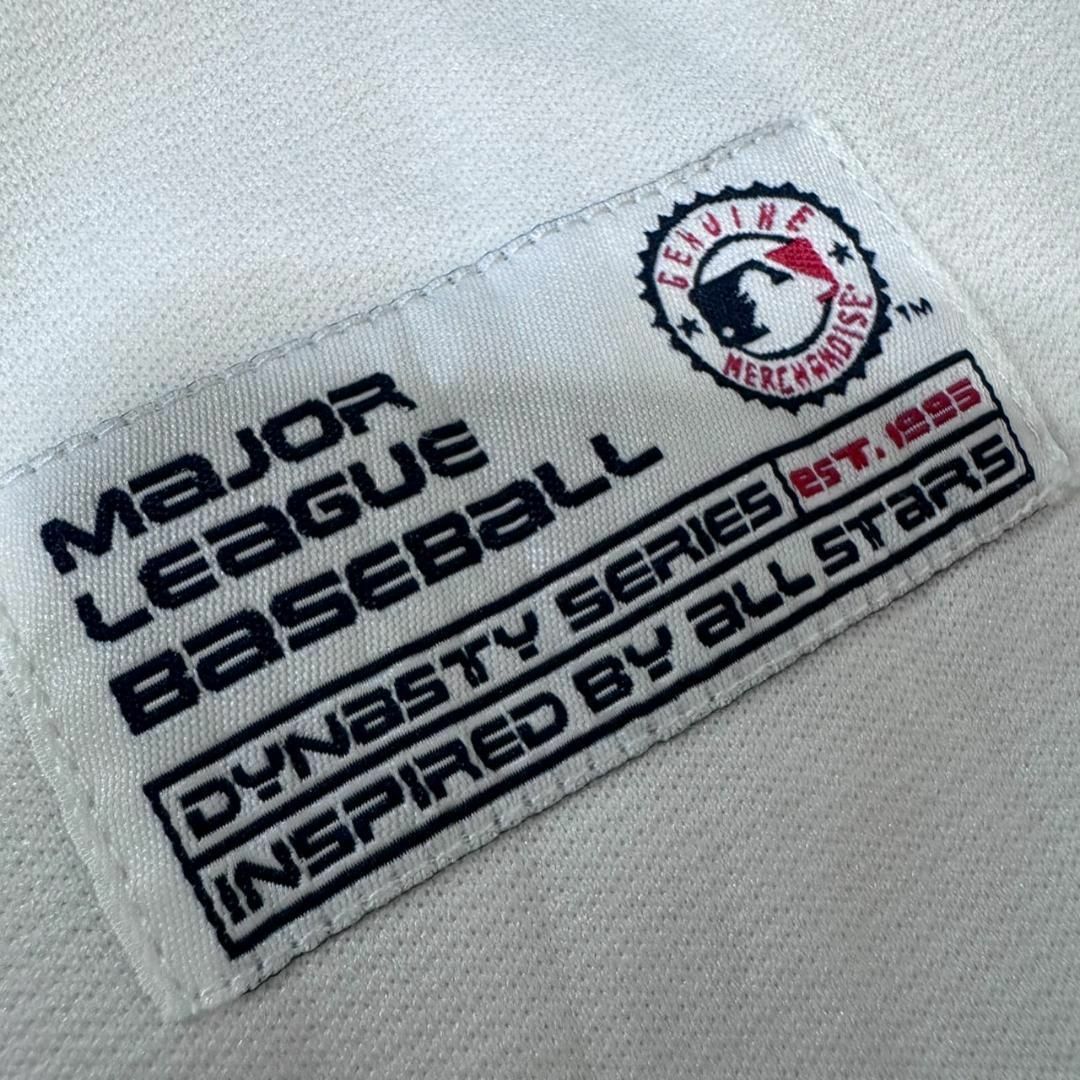 GENUINE
MERCHANDISE
TM
MAJOR
LEAGUE
BASEBALL
DYNASTY SERIES EST. 1995
INSPIRED BY ALL STARS